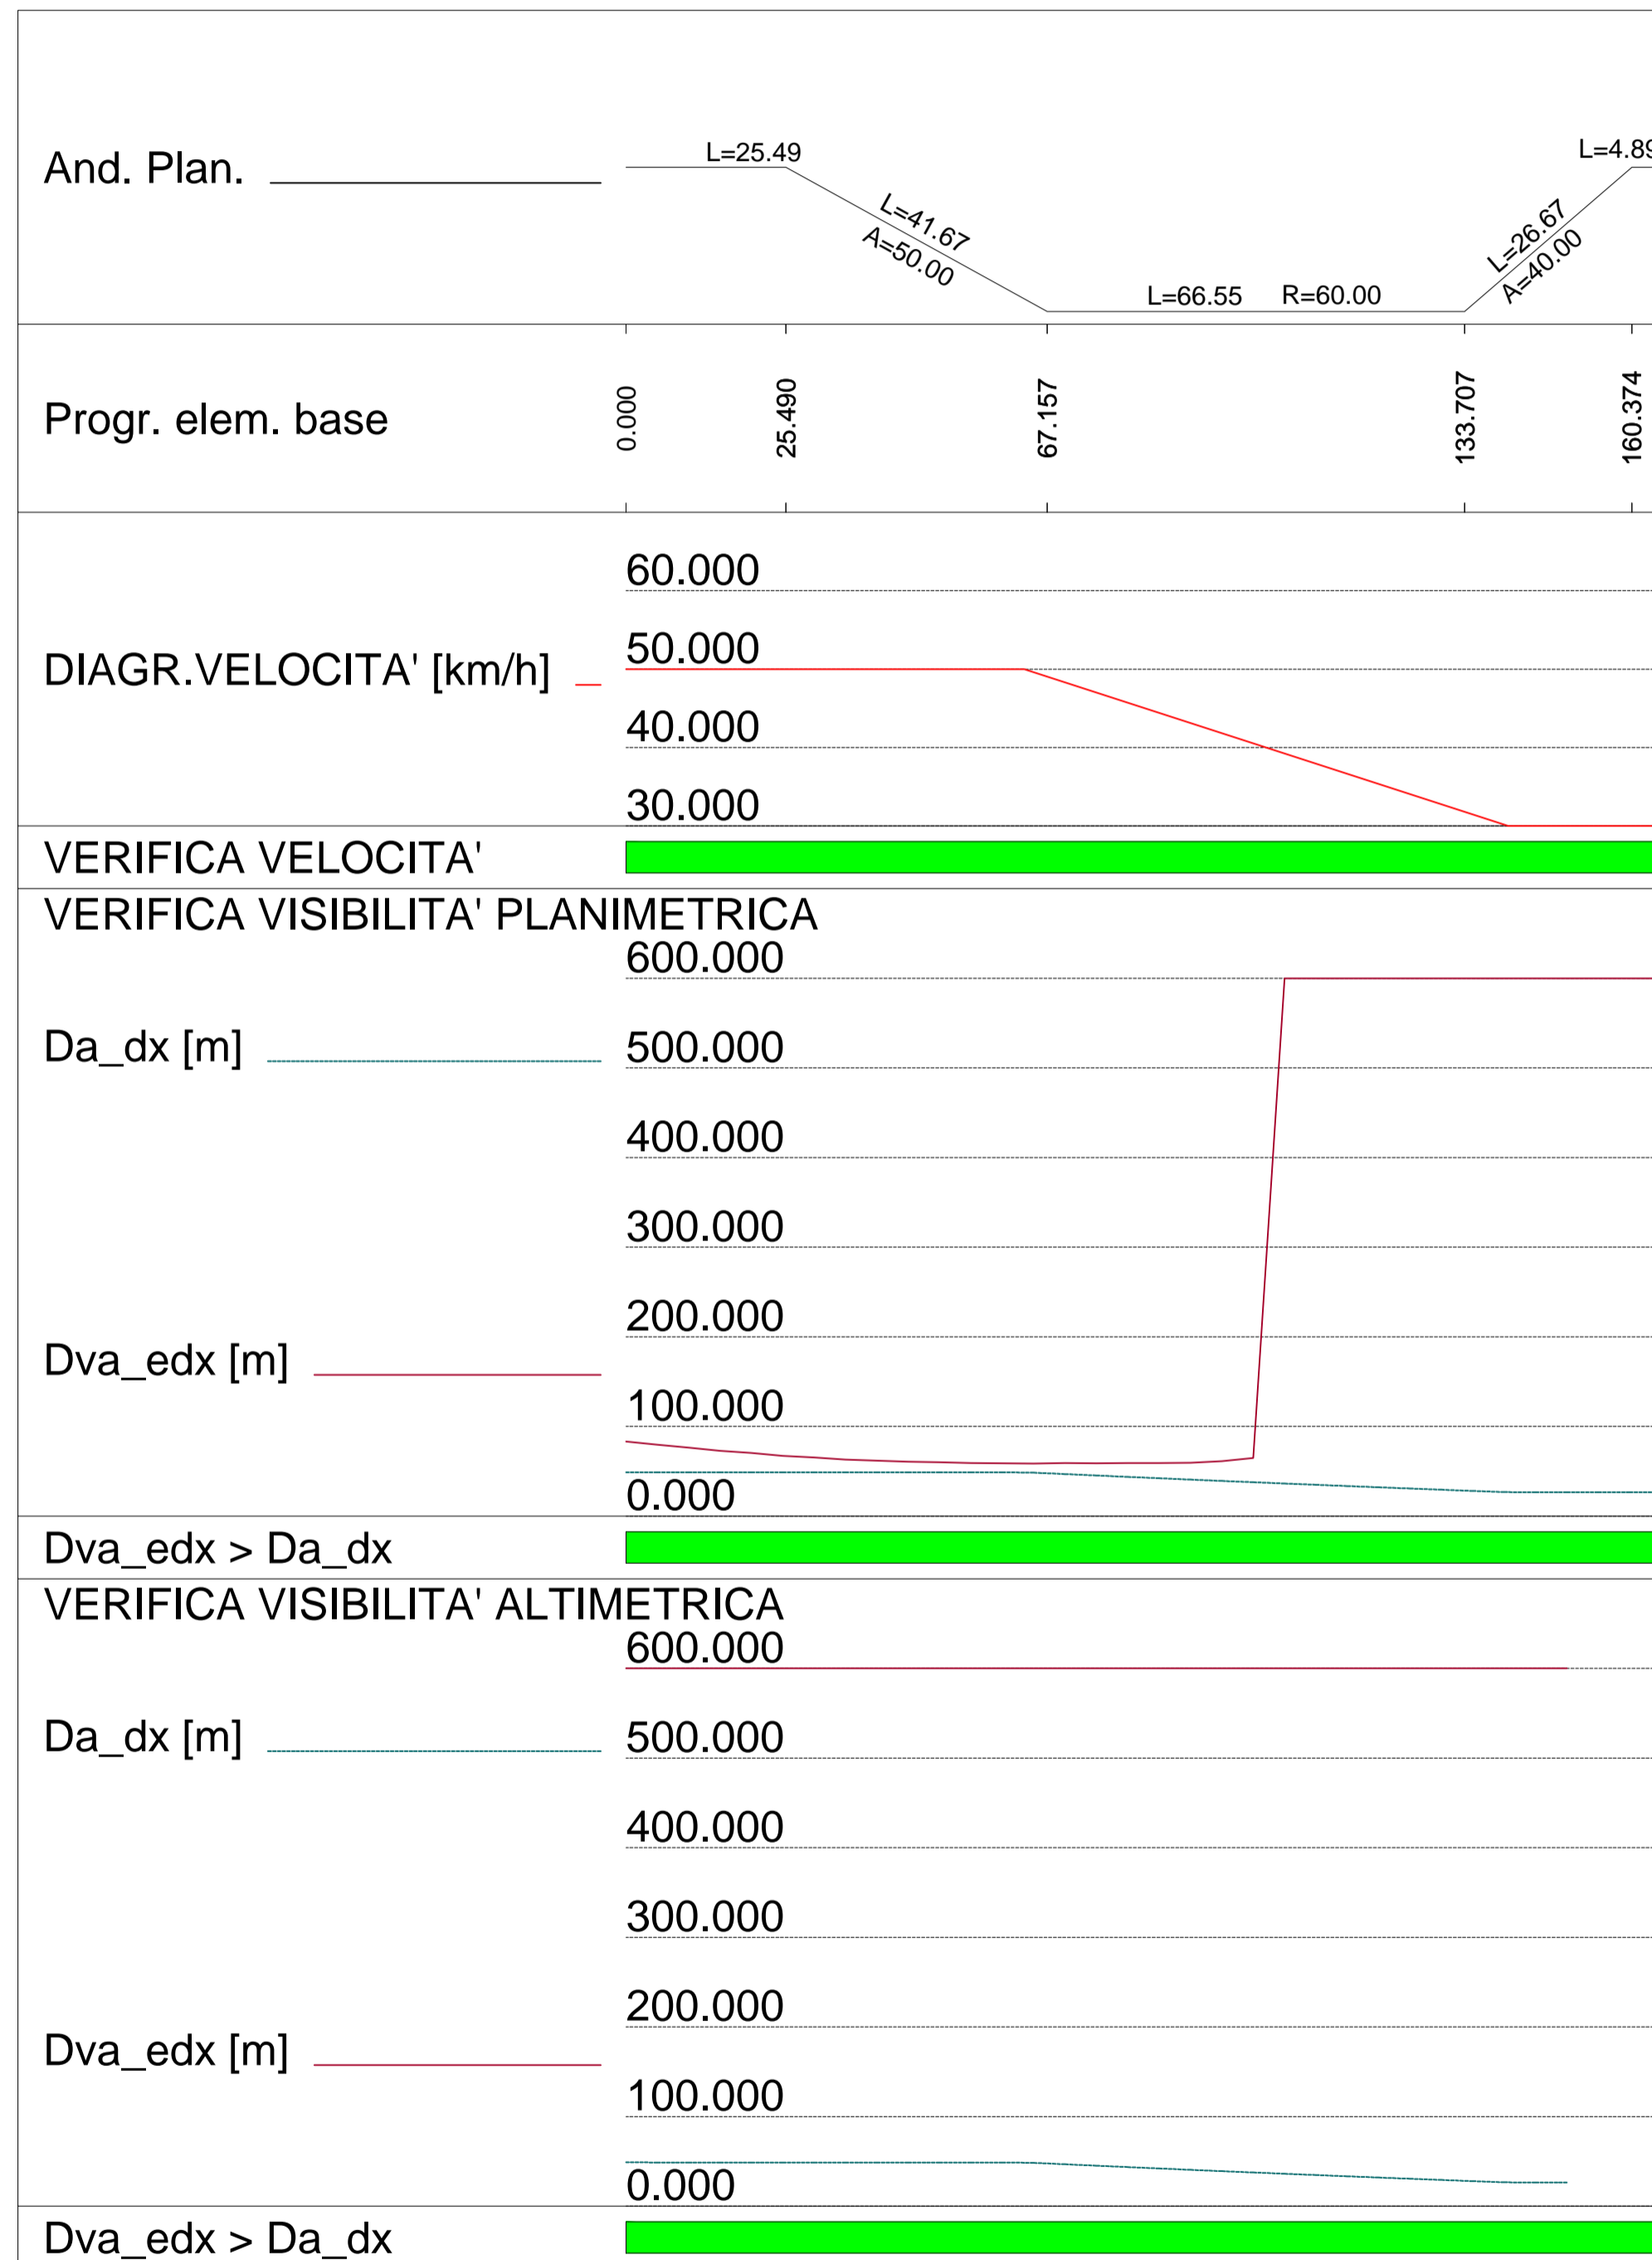 And. Plan.
L=25.49
L=41.67
A=50.00
L=66.55 R=60.00
L=26.67
A=40.00
L=4.89
Progr. elem. base
0.000
25.490
67.157
133.707
160.374
DIAGR.VELOCITA' [km/h]
60.000
50.000
40.000
30.000
VERIFICA VELOCITA'
VERIFICA VISIBILITA' PLANIMETRICA
600.000
Da_dx [m]
500.000
400.000
300.000
200.000
Dva_edx [m]
100.000
0.000
Dva_edx > Da_dx
VERIFICA VISIBILITA' ALTIMETRICA
600.000
Da_dx [m]
500.000
400.000
300.000
200.000
Dva_edx [m]
100.000
0.000
Dva_edx > Da_dx